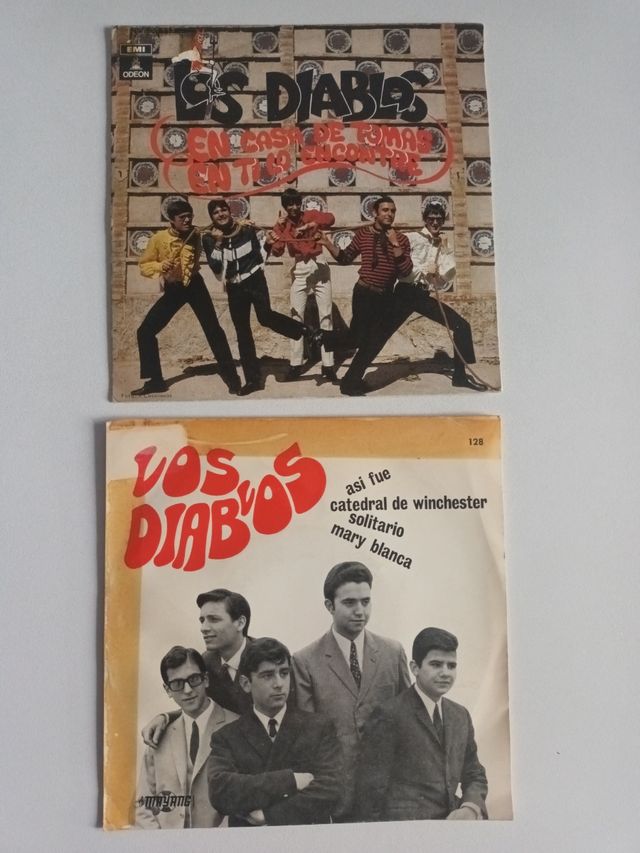 EMI
ODEON
LOS DIABLOS
EN CASA DE TOMAS
EN TI LO ENCONTRE
128
LOS
DIABLOS
asi fue
catedral de winchester
solitario
mary blanca
MAYANG